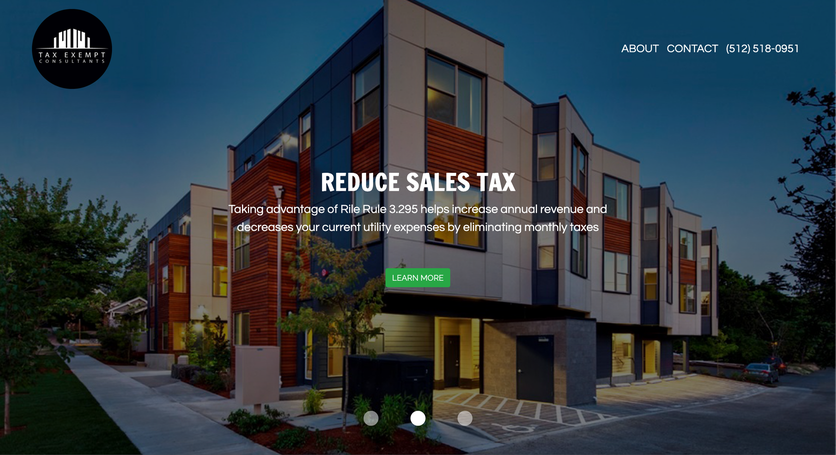 TAX EXEMPT
CONSULTANTS
ABOUT CONTACT (512) 518-0951
REDUCE SALES TAX
Taking advantage of Rile Rule 3.295 helps increase annual revenue and
decreases your current utility expenses by eliminating monthly taxes
LEARN MORE